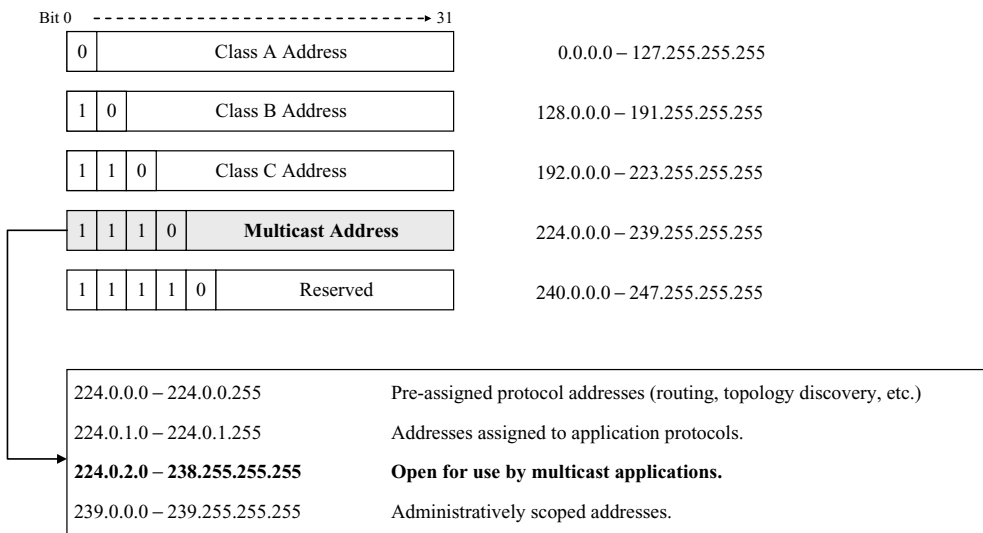 Bit 0 31
0 Class A Address 0.0.0.0 – 127.255.255.255
1 0 Class B Address 128.0.0.0 – 191.255.255.255
1 1 0 Class C Address 192.0.0.0 – 223.255.255.255
1 1 1 0 Multicast Address 224.0.0.0 – 239.255.255.255
1 1 1 1 0 Reserved 240.0.0.0 – 247.255.255.255
224.0.0.0 – 224.0.0.255 Pre-assigned protocol addresses (routing, topology discovery, etc.)
224.0.1.0 – 224.0.1.255 Addresses assigned to application protocols.
224.0.2.0 – 238.255.255.255 Open for use by multicast applications.
239.0.0.0 – 239.255.255.255 Administratively scoped addresses.